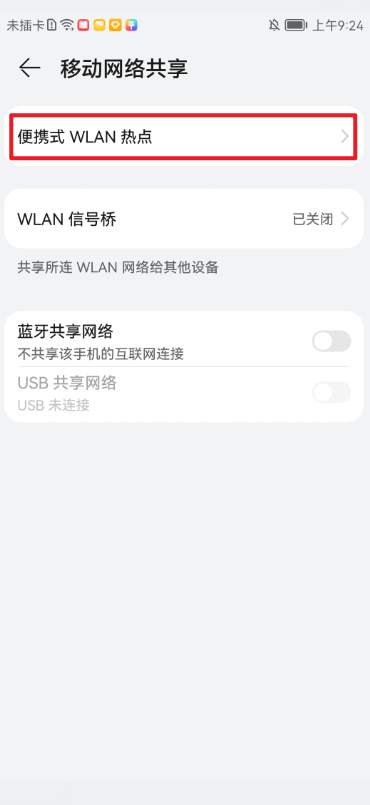 未插卡 上午9:24
移动网络共享
便携式 WLAN 热点
WLAN 信号桥 已关闭
共享所连 WLAN 网络给其他设备
蓝牙共享网络
不共享该手机的互联网连接
USB 共享网络
USB 未连接